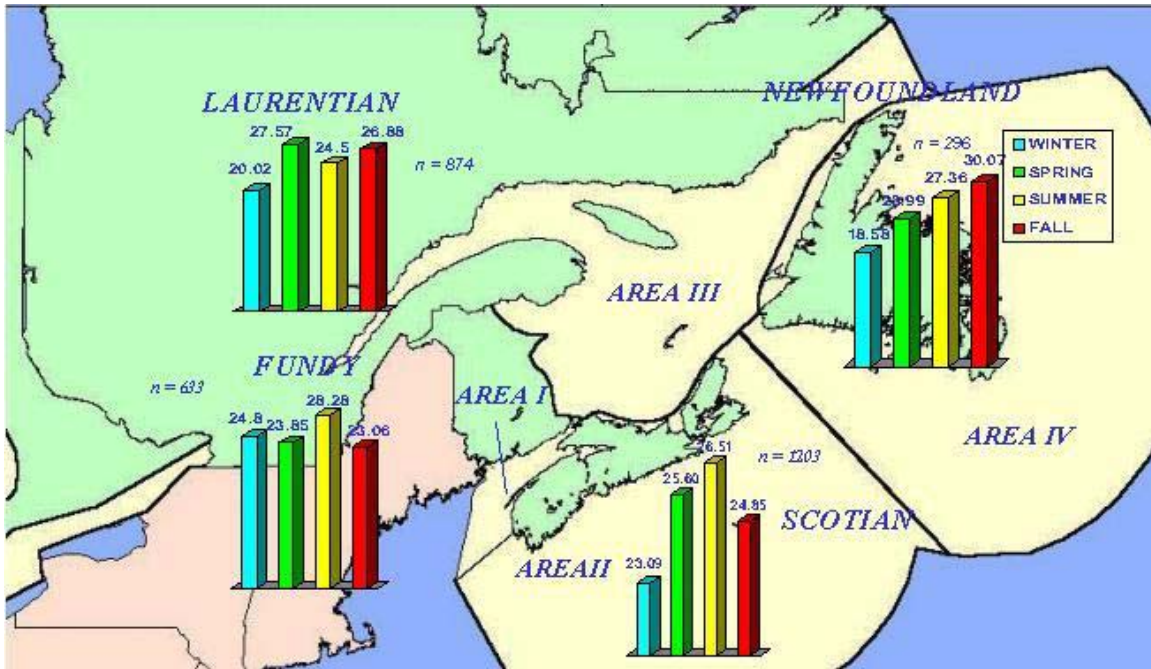 LAURENTIAN
20.02
27.57
24.5
26.88
n = 874
NEWFOUNDLAND
n = 296
18.58
23.99
27.36
30.07
WINTER
SPRING
SUMMER
FALL
AREA III
FUNDY
n = 633
24.8
23.85
28.28
23.06
AREA I
AREA IV
n = 1203
23.09
25.60
26.51
24.85
SCOTIAN
AREAII